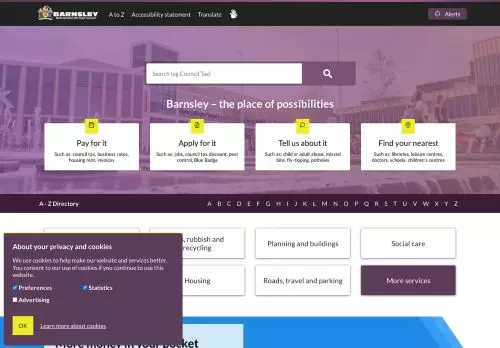 BARNSLEY
Metropolitan Borough Council
A to Z
Accessibility statement
Translate
Alerts
Search (eg Council Tax)
Barnsley – the place of possibilities
Pay for it
Such as: council tax, business rates,
housing rent, invoices
Apply for it
Such as: jobs, council tax discount, pest
control, Blue Badge
Tell us about it
Such as: child or adult abuse, missed
bins, fly-tipping, potholes
Find your nearest
Such as: libraries, leisure centres,
doctors, schools, children's centres
A - Z Directory
A B C D E F G H I J K L M N O P Q R S T U V W X Y Z
rubbish and
recycling
Planning and buildings
Social care
Housing
Roads, travel and parking
More services
About your privacy and cookies
We use cookies to help make our website and services better.
You consent to our use of cookies if you continue to use this
website.
Preferences
Statistics
Advertising
OK
Learn more about cookies
More money in your pocket